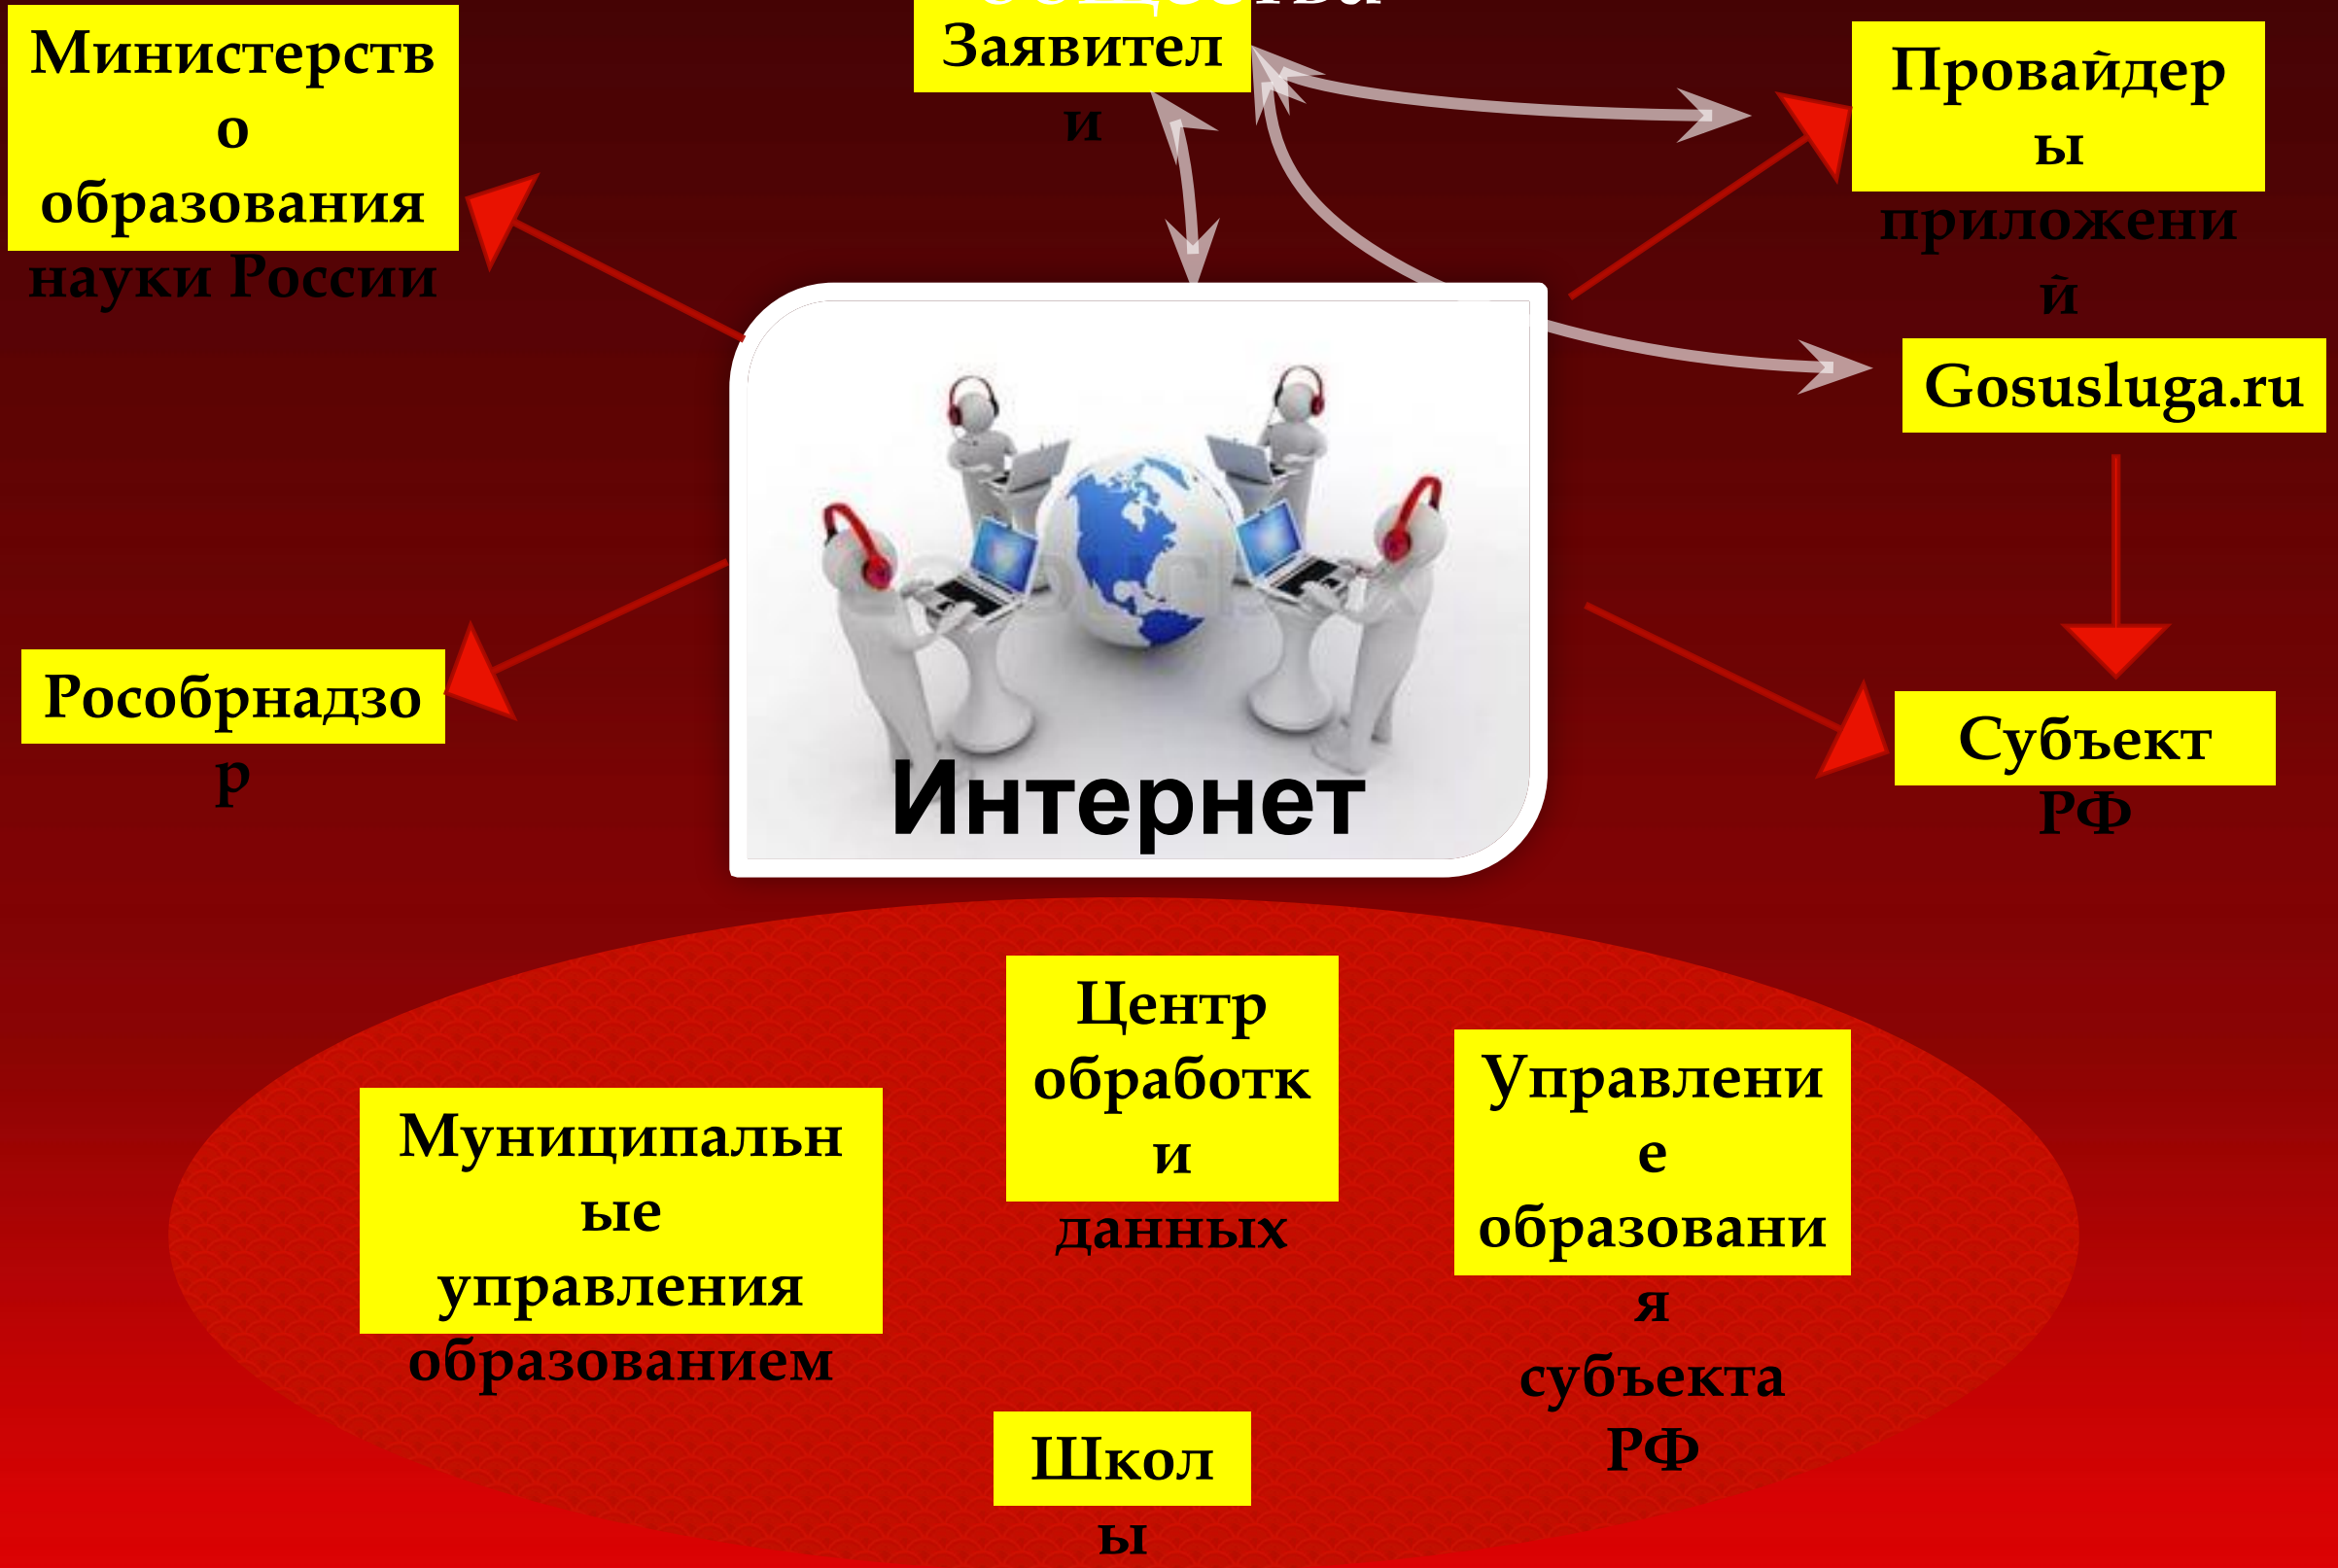 общества
Министерств
о
образования
науки России
Заявител
и
Провайдер
ы
приложени
й
Gosusluga.ru
Рособрнадзо
р
Субъект
РФ
Интернет
Центр
обработк
и
данных
Управлени
е
образовани
я
субъекта
РФ
Муниципальн
ые
управления
образованием
Школ
ы